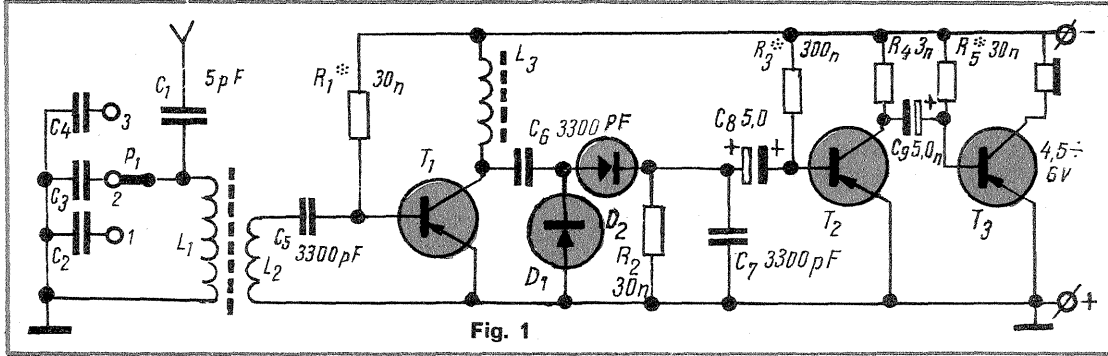 C1
5pF
C4
3
P1
C3
2
C2
1
L1
L2
C5
3300pF
R1* 30n
T1
L3
C6 3300 PF
D1
D2
R2
30n
C7 3300pF
C8 5,0
+ +
R3* 300n
T2
R4 3n
C9 5,0n
+
R5* 30n
T3
4,5÷
6V
-
+
Fig. 1